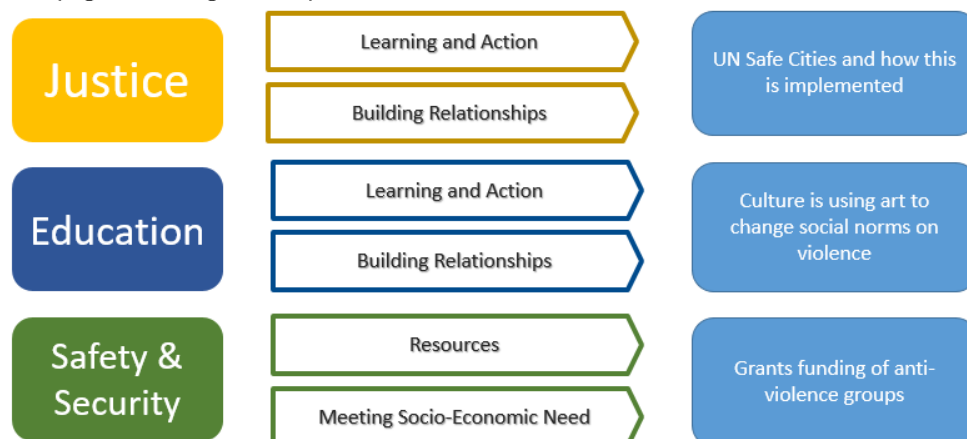 Justice
Learning and Action
Building Relationships
UN Safe Cities and how this
is implemented
Education
Learning and Action
Building Relationships
Culture is using art to
change social norms on
violence
Safety &
Security
Resources
Meeting Socio-Economic Need
Grants funding of anti-
violence groups